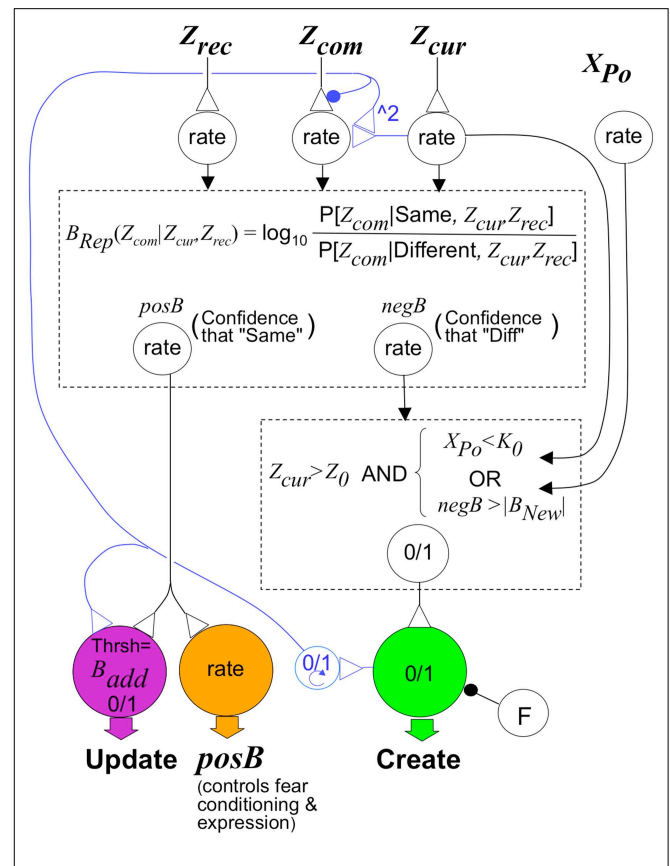 Z_rec Z_com Z_cur X_Po
^2
rate rate rate rate
B_Rep(Z_com|Z_cur,Z_rec) = log10 P[Z_com|Same, Z_cur,Z_rec] / P[Z_com|Different, Z_cur,Z_rec]
posB (Confidence that "Same")
rate
negB (Confidence that "Diff")
rate
X_Po<K_0
Z_cur>Z_0 AND
OR
negB >|B_New|
0/1
Thrsh=
B_add
0/1
rate
0/1
0/1
F
Update posB Create
(controls fear
conditioning &
expression)